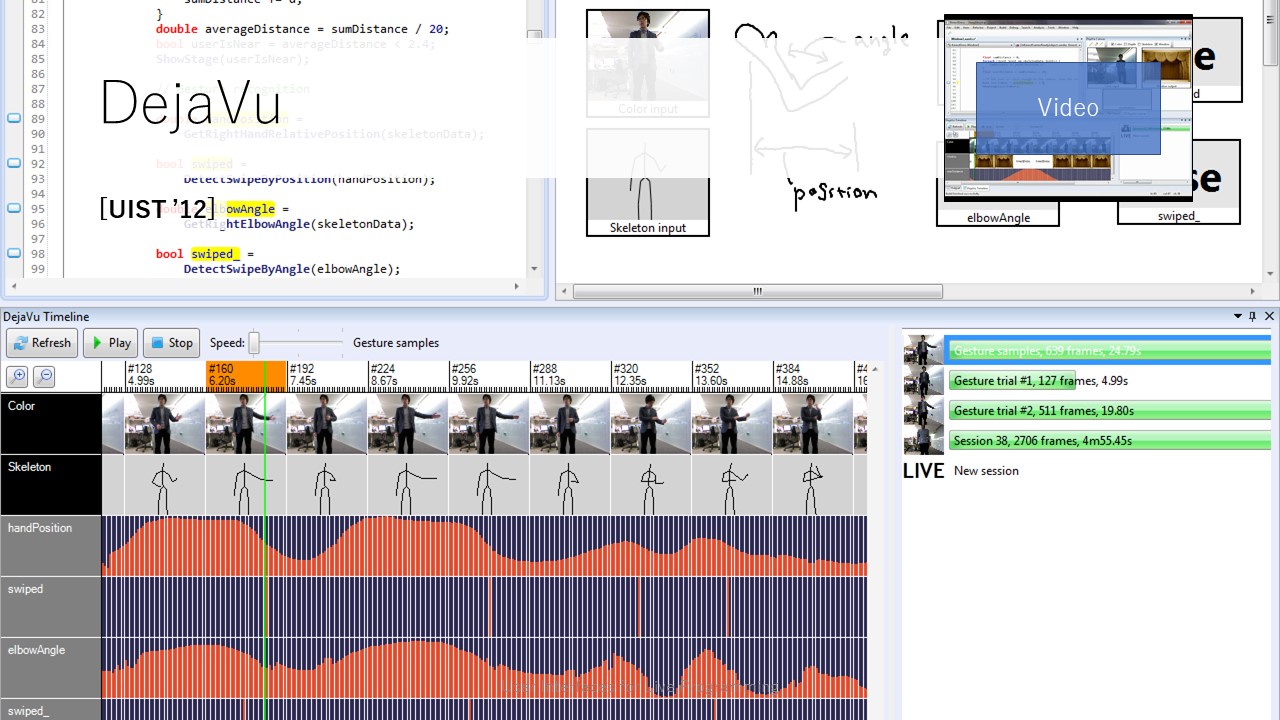 81
sumDistance += d;
82
}
83
double averageDistance = sumDistance / 20;
84
bool userIsNear = averageDistance
4;
85
ShowStage(userIsNear);
86
87
88
89
90
GetRightHandRelativePosition(skeletonData);
91
92
bool swiped =
93
DetectSwipeByPosition(handPosition);
94
elbowAngle =
96
GetRightElbowAngle(skeletonData);
97
98
bool swiped_ =
99
DetectSwipeByAngle(elbowAngle);
DejaVu
[UIST ’12]
Color input
Skeleton input
angle
position
Video
elbowAngle
swiped_
DejaVu Timeline
Refresh
Play
Stop
Speed:
Gesture samples
#128
4.99s
#160
6.20s
#192
7.45s
#224
8.67s
#256
9.92s
#288
11.13s
#320
12.35s
#352
13.60s
#384
14.88s
Color
Skeleton
handPosition
swiped
elbowAngle
swiped_
Gesture samples, 639 frames, 24.79s
Gesture trial #1, 127 frames, 4.99s
Gesture trial #2, 511 frames, 19.80s
Session 38, 2706 frames, 4m55.45s
LIVE New session